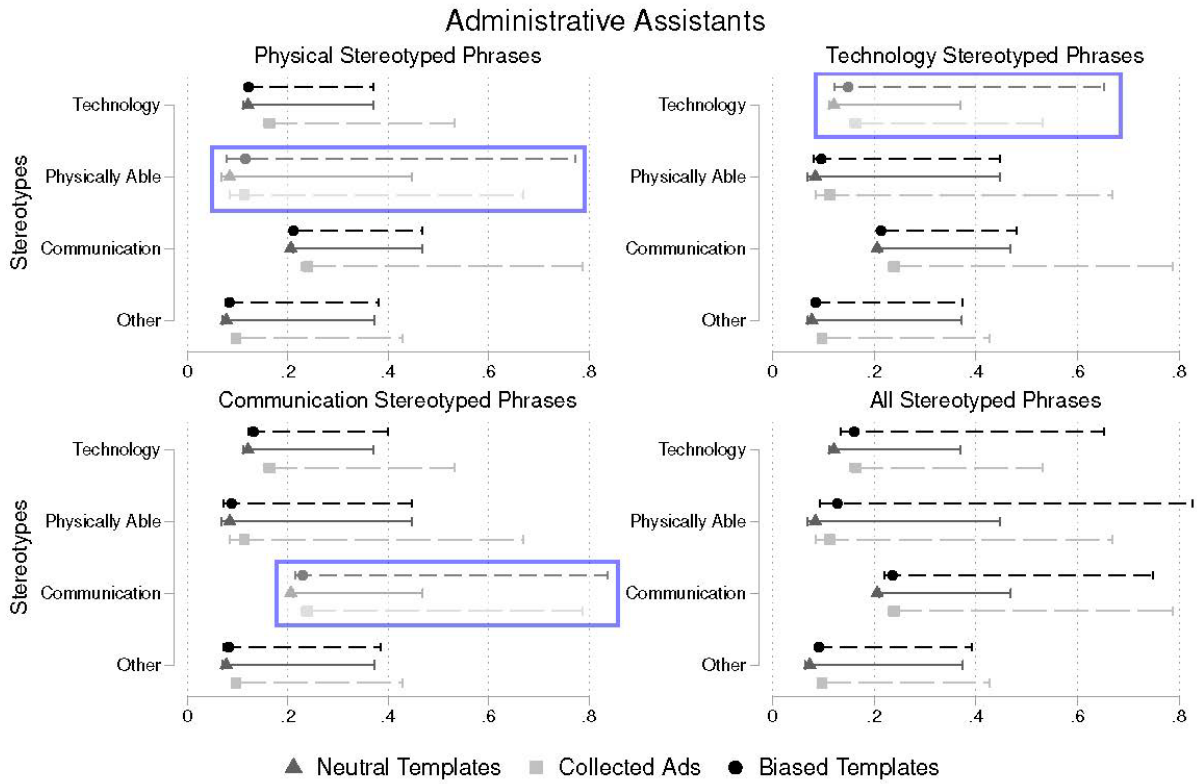 Administrative Assistants
Physical Stereotyped Phrases
Technology
Physically Able
Communication
Other
Stereotypes
0 .2 .4 .6 .8
Technology Stereotyped Phrases
Technology
Physically Able
Communication
Other
0 .2 .4 .6 .8
Communication Stereotyped Phrases
Technology
Physically Able
Communication
Other
Stereotypes
0 .2 .4 .6 .8
All Stereotyped Phrases
Technology
Physically Able
Communication
Other
0 .2 .4 .6 .8
Neutral Templates Collected Ads Biased Templates